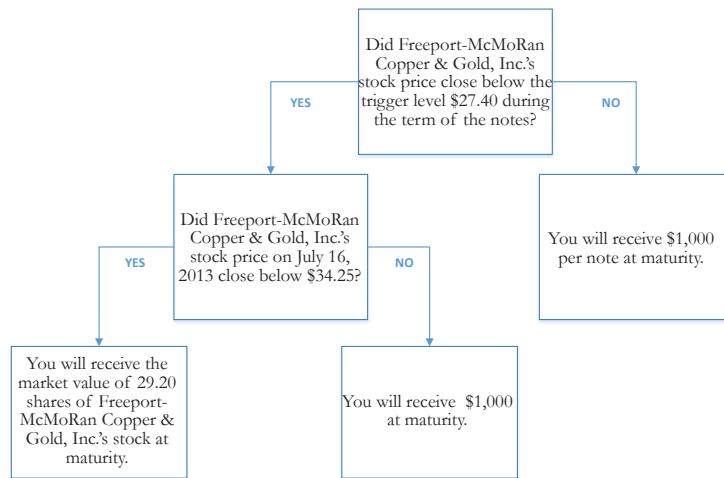 Did Freeport-McMoRan
Copper & Gold, Inc.'s
stock price close below the
trigger level $27.40 during
the term of the notes?
YES
NO
Did Freeport-McMoRan
Copper & Gold, Inc.'s
stock price on July 16,
2013 close below $34.25?
You will receive $1,000
per note at maturity.
YES
NO
You will receive the
market value of 29.20
shares of Freeport-
McMoRan Copper &
Gold, Inc.'s stock at
maturity.
You will receive $1,000
at maturity.